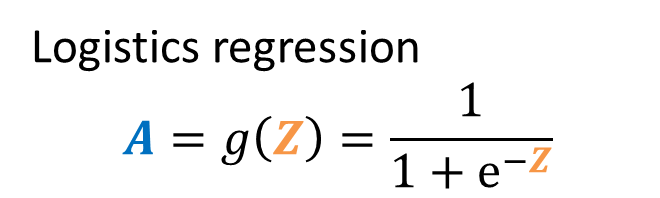 Logistics regression
A = g(Z) = 1 / 1 + e^−Z